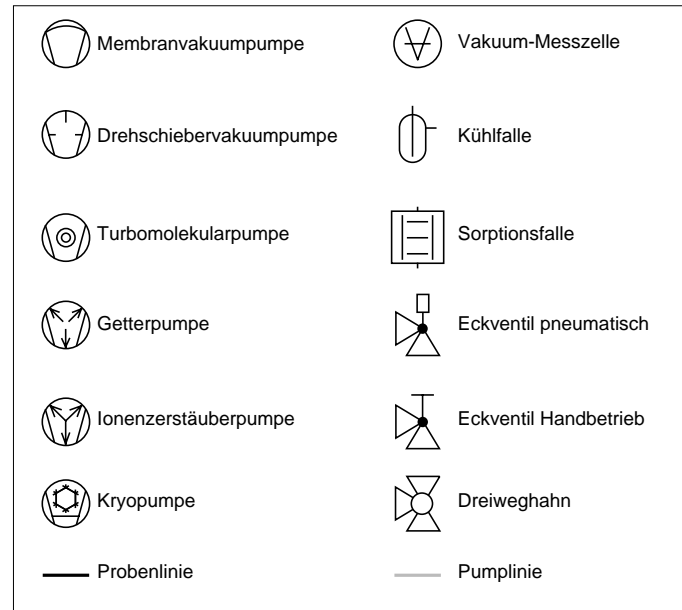 Membranvakuumpumpe
Vakuum-Messzelle
Drehschiebervakuumpumpe
Kühlfalle
Turbomolekularpumpe
Sorptionsfalle
Getterpumpe
Eckventil pneumatisch
Ionenzerstäuberpumpe
Eckventil Handbetrieb
Kryopumpe
Dreiweghahn
Probenlinie
Pumplinie